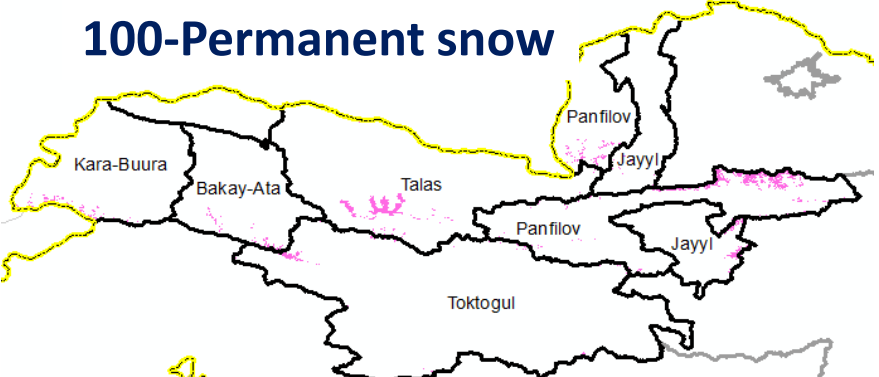 100-Permanent snow
Panfilov
Kara-Buura
Jayyl
Bakay-Ata
Talas
Panfilov
Jayyl
Toktogul